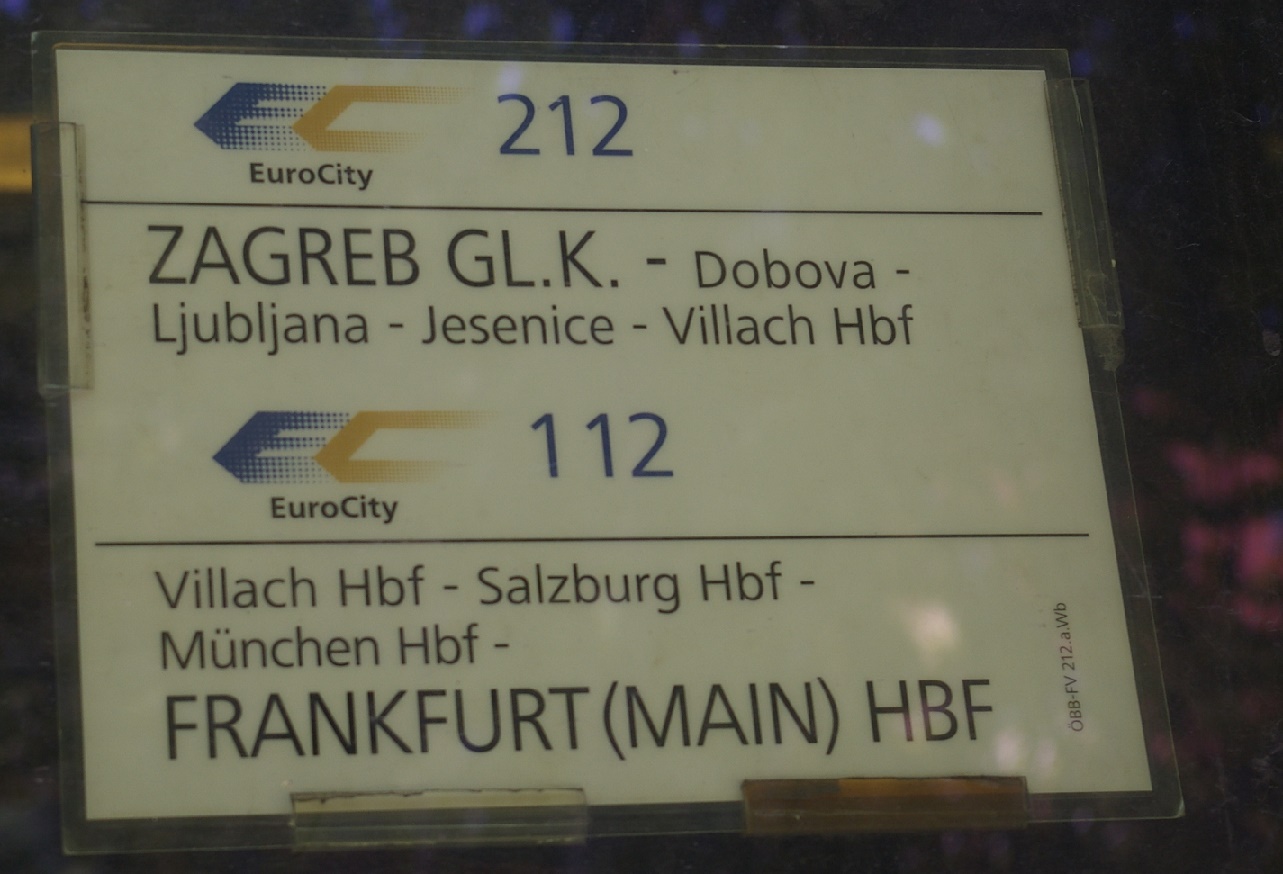 EuroCity 212
ZAGREB GL.K. - Dobova -
Ljubljana - Jesenice - Villach Hbf
EuroCity 112
Villach Hbf - Salzburg Hbf -
München Hbf -
FRANKFURT (MAIN) HBF
ÖBB-FV 212.a.Wb